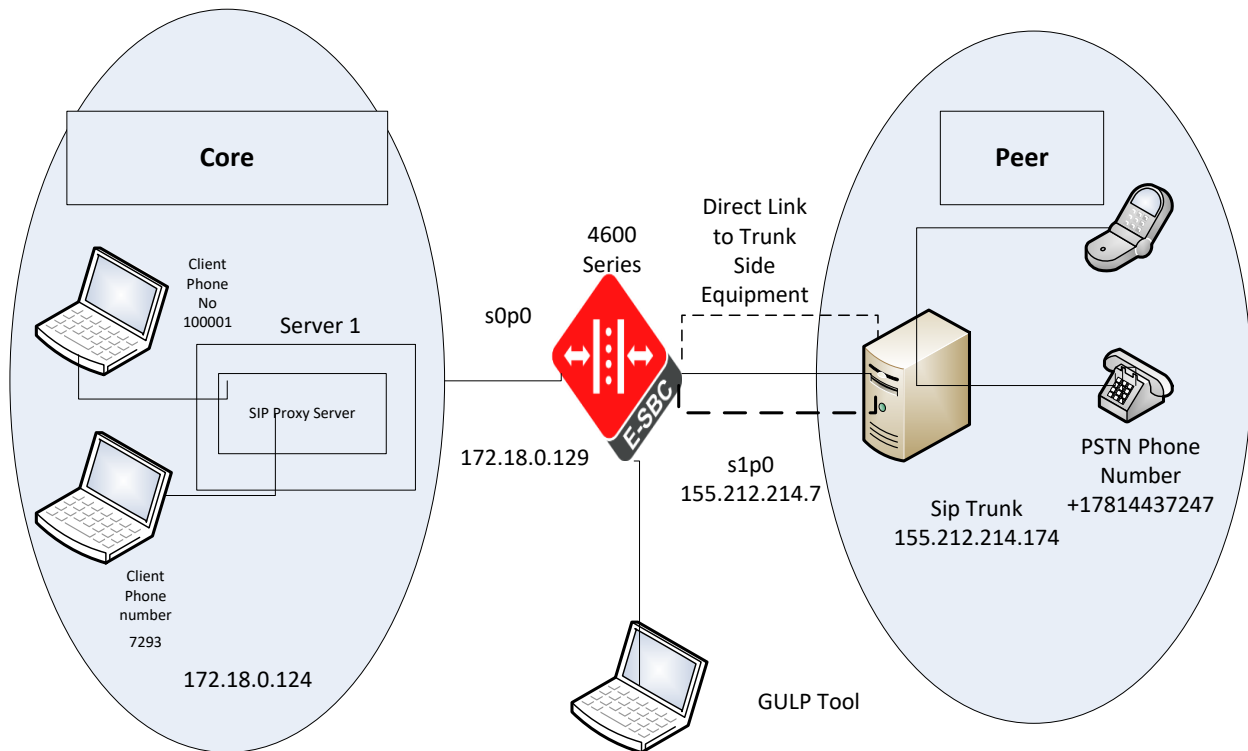 Core
Peer
Client
Phone
No
100001
Server 1
SIP Proxy Server
Client
Phone
number
7293
172.18.0.124
s0p0
4600
Series
E-SBC
172.18.0.129
Direct Link
to Trunk
Side
Equipment
s1p0
155.212.214.7
Sip Trunk
155.212.214.174
PSTN Phone
Number
+17814437247
GULP Tool